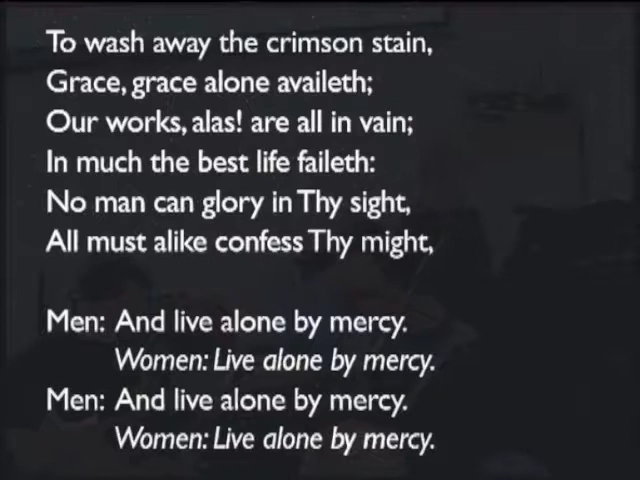 To wash away the crimson stain,
Grace, grace alone availeth;
Our works, alas! are all in vain;
In much the best life faileth:
No man can glory in Thy sight,
All must alike confess Thy might,
Men: And live alone by mercy.
Women: Live alone by mercy.
Men: And live alone by mercy.
Women: Live alone by mercy.